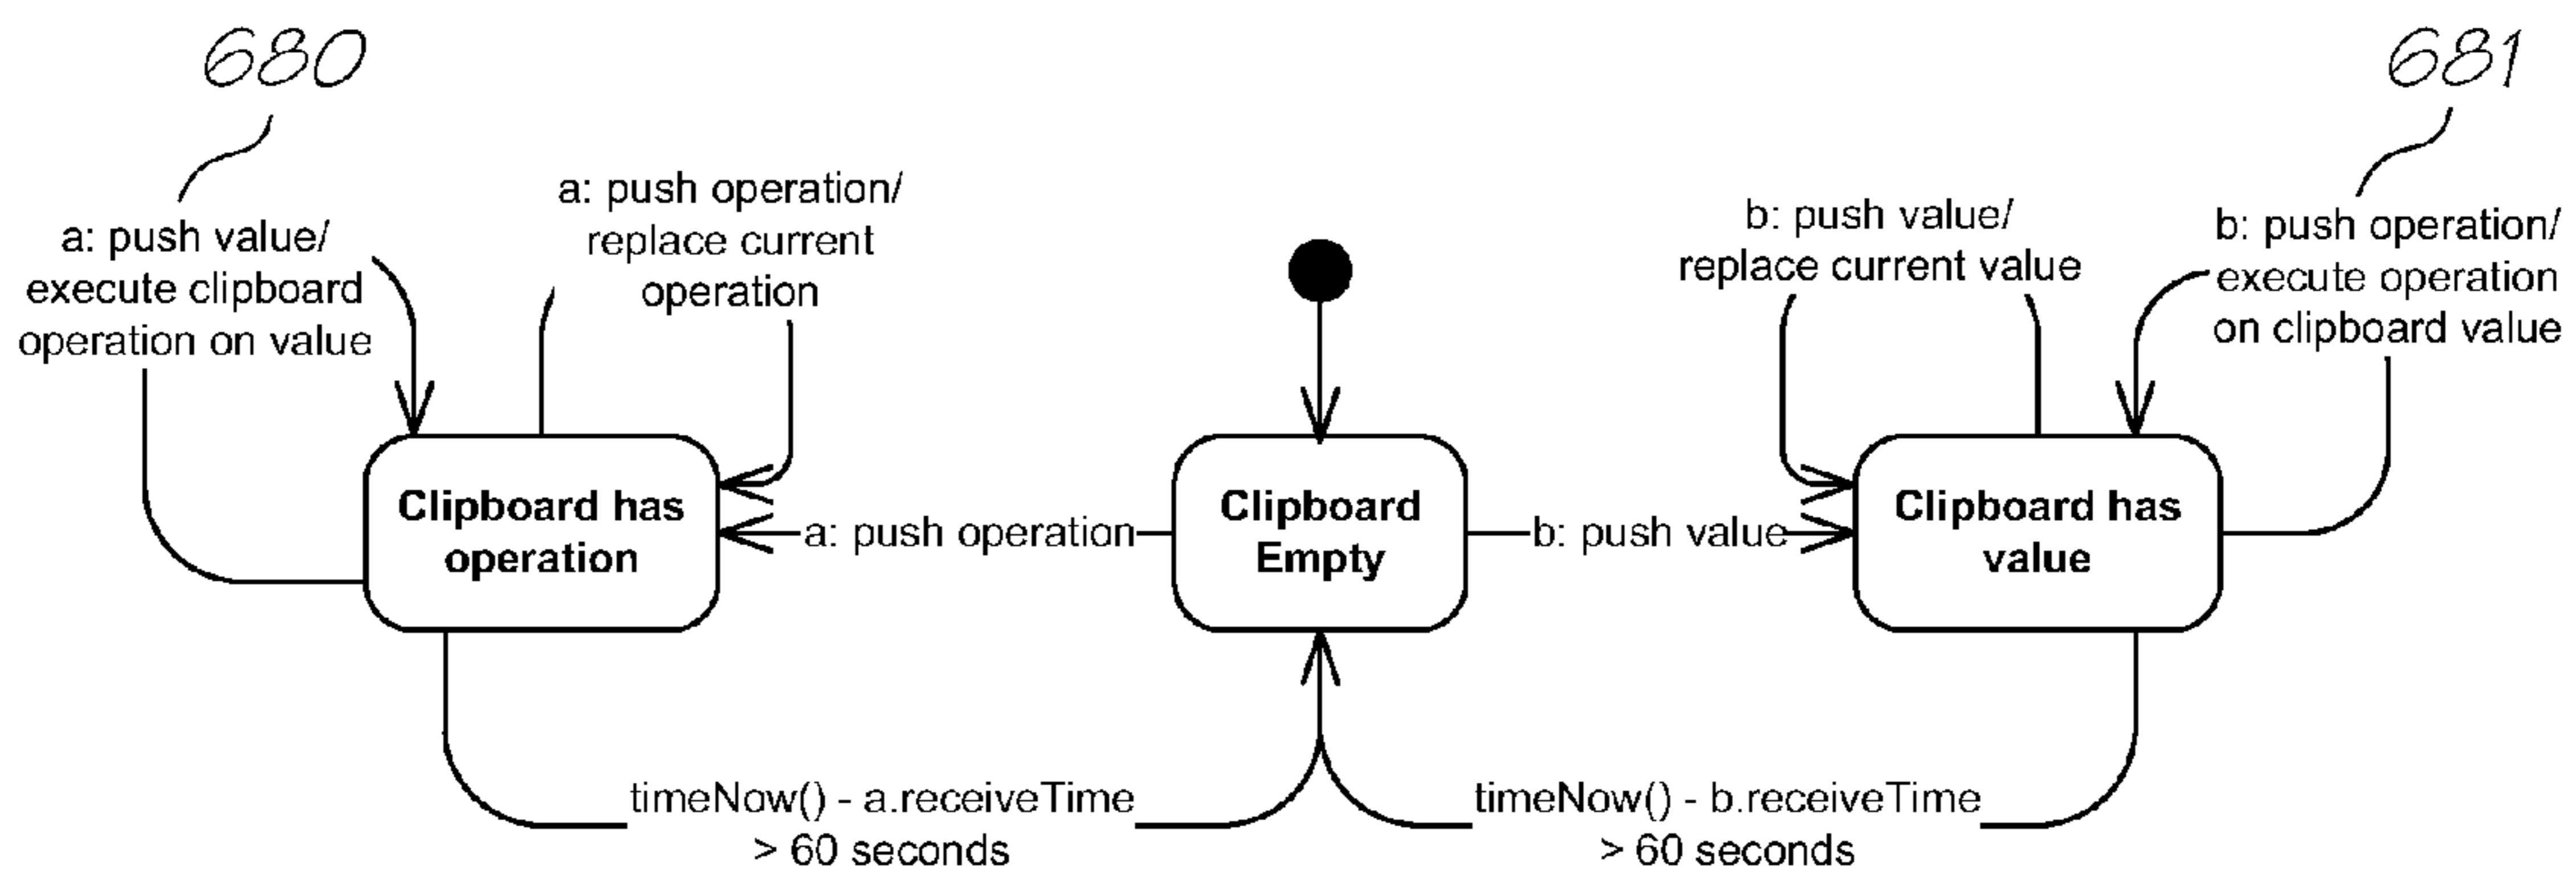 680
681
a: push value/
execute clipboard
operation on value
a: push operation/
replace current
operation
b: push value/
replace current value
b: push operation/
execute operation
on clipboard value
Clipboard has
operation
a: push operation
Clipboard
Empty
b: push value
Clipboard has
value
timeNow() - a.receiveTime
> 60 seconds
timeNow() - b.receiveTime
> 60 seconds